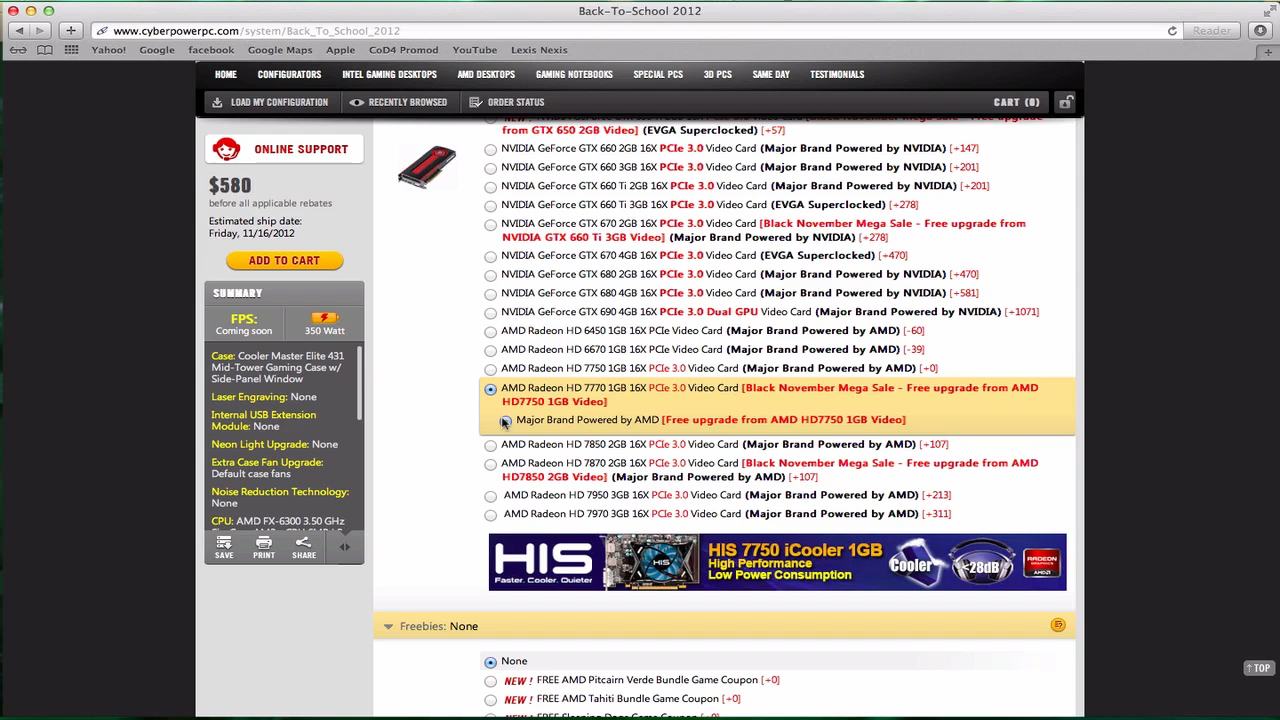 Back-To-School 2012
www.cyberpowerpc.com/system/Back_To_School_2012
Reader
Yahoo! Google facebook Google Maps Apple CoD4 Promod YouTube Lexis Nexis
HOME CONFIGURATORS INTEL GAMING DESKTOPS AMD DESKTOPS GAMING NOTEBOOKS SPECIAL PCS 3D PCS SAME DAY TESTIMONIALS
LOAD MY CONFIGURATION RECENTLY BROWSED ORDER STATUS CART (0)
ONLINE SUPPORT
$580
before all applicable rebates
Estimated ship date:
Friday, 11/16/2012
ADD TO CART
SUMMARY
FPS:
Coming soon
350 Watt
Case: Cooler Master Elite 431
Mid-Tower Gaming Case w/
Side-Panel Window
Laser Engraving: None
Internal USB Extension
Module: None
Neon Light Upgrade: None
Extra Case Fan Upgrade:
Default case fans
Noise Reduction Technology:
None
CPU: AMD FX-6300 3.50 GHz
SAVE PRINT SHARE
from GTX 650 2GB Video] (EVGA Superclocked) [+57]
NVIDIA GeForce GTX 660 2GB 16X PCIe 3.0 Video Card (Major Brand Powered by NVIDIA) [+147]
NVIDIA GeForce GTX 660 3GB 16X PCIe 3.0 Video Card (Major Brand Powered by NVIDIA) [+201]
NVIDIA GeForce GTX 660 Ti 2GB 16X PCIe 3.0 Video Card (Major Brand Powered by NVIDIA) [+201]
NVIDIA GeForce GTX 660 Ti 3GB 16X PCIe 3.0 Video Card (EVGA Superclocked) [+278]
NVIDIA GeForce GTX 670 2GB 16X PCIe 3.0 Video Card [Black November Mega Sale - Free upgrade from
NVIDIA GTX 660 Ti 3GB Video] (Major Brand Powered by NVIDIA) [+278]
NVIDIA GeForce GTX 670 4GB 16X PCIe 3.0 Video Card (EVGA Superclocked) [+470]
NVIDIA GeForce GTX 680 2GB 16X PCIe 3.0 Video Card (Major Brand Powered by NVIDIA) [+470]
NVIDIA GeForce GTX 680 4GB 16X PCIe 3.0 Video Card (Major Brand Powered by NVIDIA) [+581]
NVIDIA GeForce GTX 690 4GB 16X PCIe 3.0 Dual GPU Video Card (Major Brand Powered by NVIDIA) [+1071]
AMD Radeon HD 6450 1GB 16X PCIe Video Card (Major Brand Powered by AMD) [-60]
AMD Radeon HD 6670 1GB 16X PCIe Video Card (Major Brand Powered by AMD) [-39]
AMD Radeon HD 7750 1GB 16X PCIe 3.0 Video Card (Major Brand Powered by AMD) [+0]
AMD Radeon HD 7770 1GB 16X PCIe 3.0 Video Card [Black November Mega Sale - Free upgrade from AMD
HD7750 1GB Video]
Major Brand Powered by AMD [Free upgrade from AMD HD7750 1GB Video]
AMD Radeon HD 7850 2GB 16X PCIe 3.0 Video Card (Major Brand Powered by AMD) [+107]
AMD Radeon HD 7870 2GB 16X PCIe 3.0 Video Card [Black November Mega Sale - Free upgrade from AMD
HD7850 2GB Video] (Major Brand Powered by AMD) [+107]
AMD Radeon HD 7950 3GB 16X PCIe 3.0 Video Card (Major Brand Powered by AMD) [+213]
AMD Radeon HD 7970 3GB 16X PCIe 3.0 Video Card (Major Brand Powered by AMD) [+311]
HIS
Faster. Cooler. Quieter.
HIS
HIS 7750 iCooler 1GB
High Performance
Low Power Consumption
Cooler
<28dB
RADEON
GRAPHICS
AMD
Freebies: None
None
NEW ! FREE AMD Pitcairn Verde Bundle Game Coupon [+0]
NEW ! FREE AMD Tahiti Bundle Game Coupon [+0]
NEW ! FREE Sleeping Dogs Game Coupon [+0]
TOP